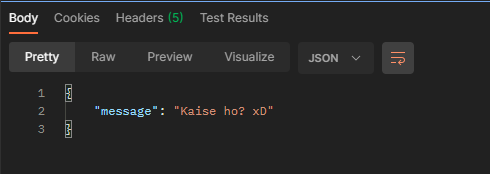 Body Cookies Headers (5) Test Results
Pretty Raw Preview Visualize JSON
1 {
2 "message": "Kaise ho? xD"
3 }